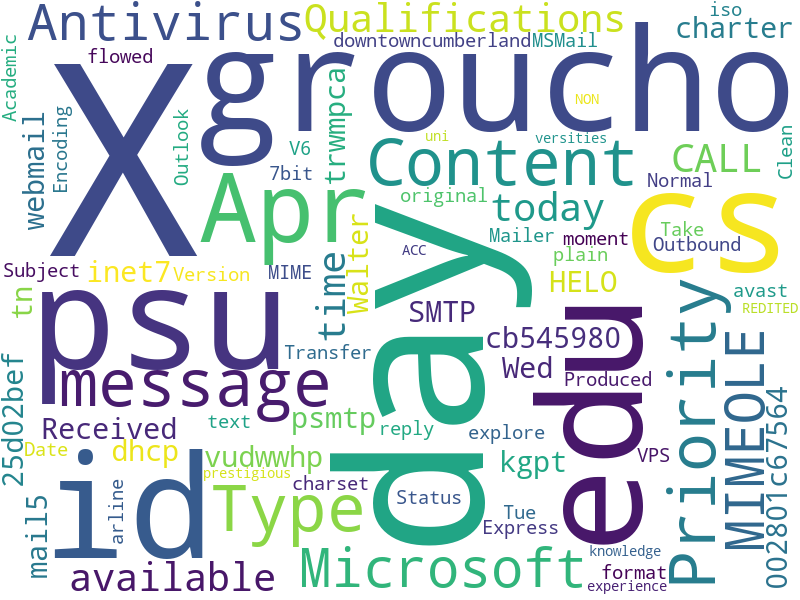 iso
Antivirus
Qualifications
charter
downtowncumberland
MSMail
flowed
Academic
X
groucho
NON
Encoding
webmail
Outlook
V6
trwmpca
uni
versities
Clean
7bit
Content
CALL
Apr
original
Normal
cs
today
Take
Mailer
moment
Outbound
ACC
plain
Walter
Subject
inet7
Version
MIME
time
day
HELO
avast
tn
psu
SMTP
edu
Priority
REDITED
cb545980
Transfer
Wed
MIMEOLE
message
Produced
25d02bef
Received
text
psmtp
reply
explore
002801c67564
Date
dhcp
vudwwhp
kgpt
VPS
prestigious
charset
id
Type
Status
arline
mail5
Tue
Express
knowledge
available
Microsoft
format
experience